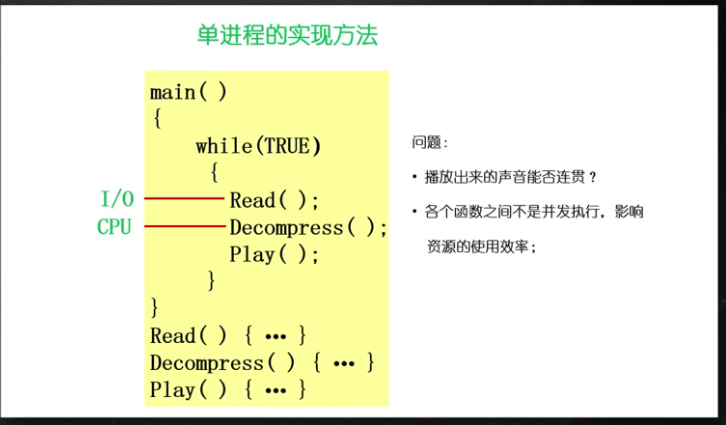 单进程的实现方法
main( )
{
while(TRUE)
{
I/O Read( );
CPU Decompress( );
Play( );
}
}
Read( ) { ••• }
Decompress( ) { ••• }
Play( ) { ••• }
问题:
• 播放出来的声音能否连贯?
• 各个函数之间不是并发执行，影响
资源的使用效率;